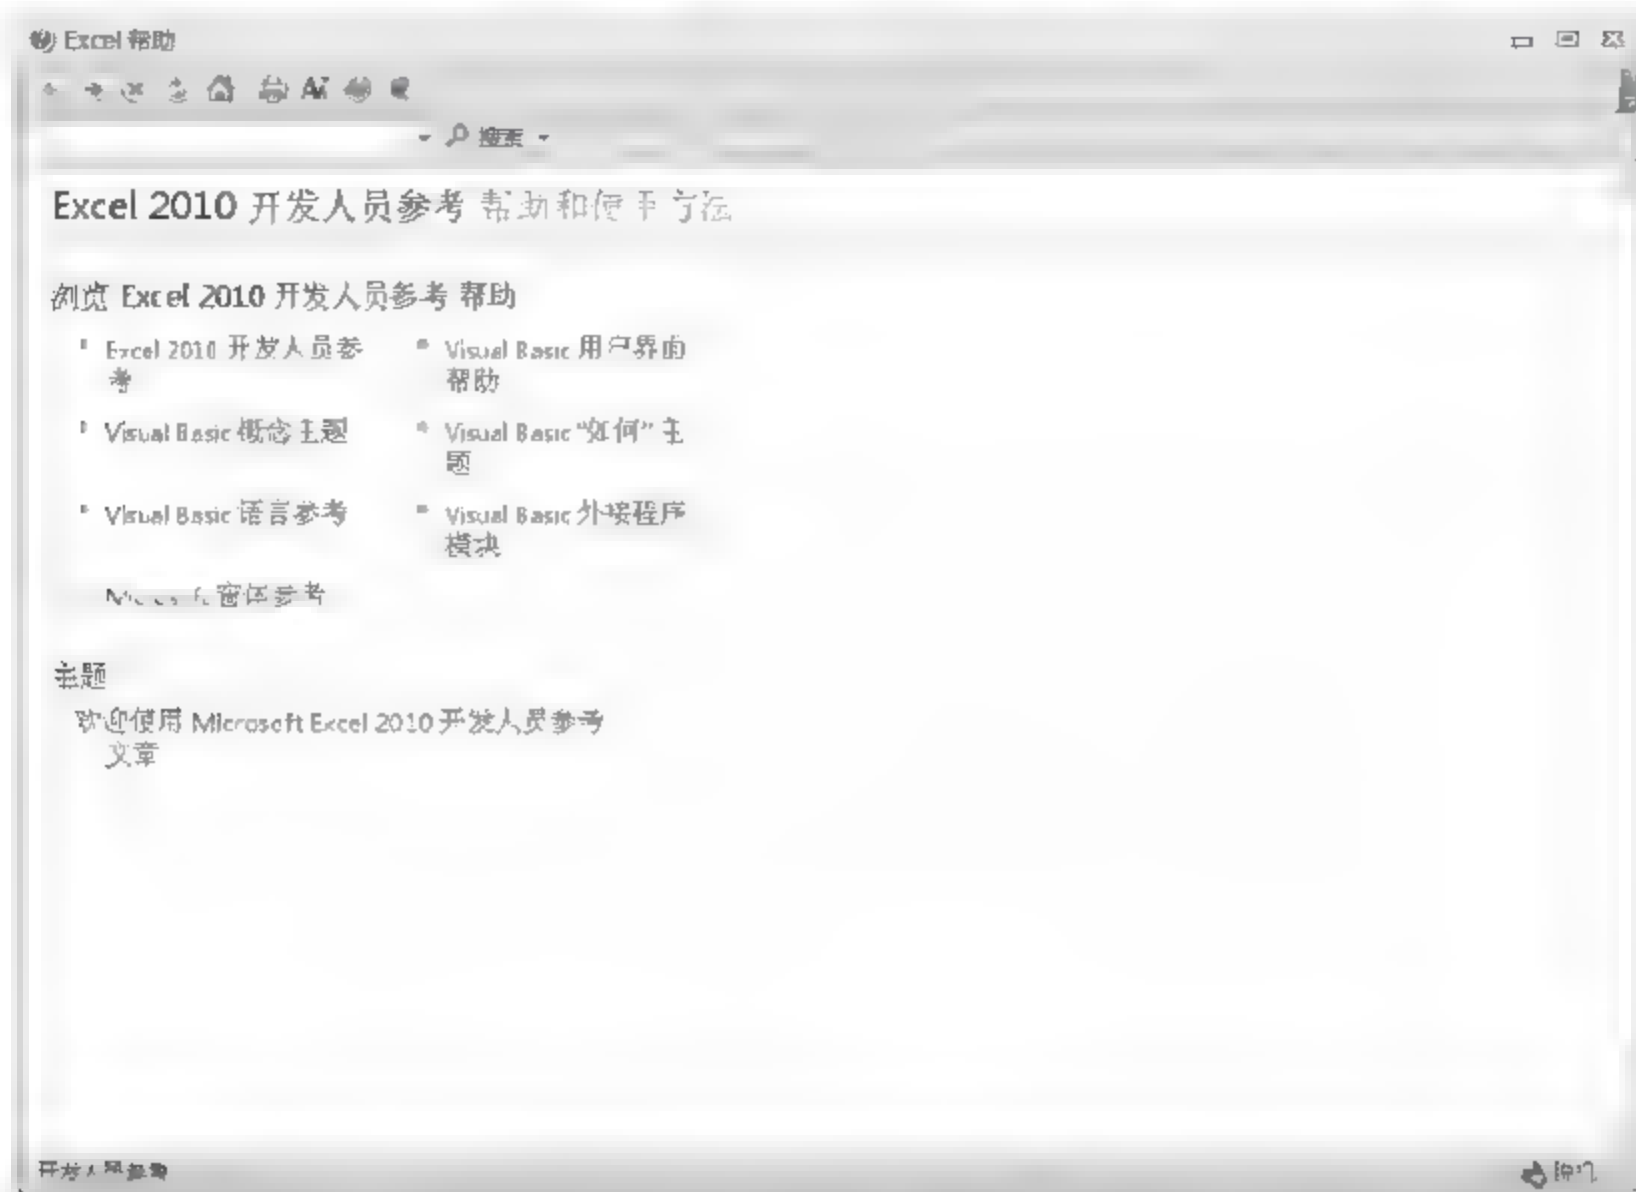 Excel 帮助
搜索
Excel 2010 开发人员参考 帮助和使用方法
浏览 Excel 2010 开发人员参考 帮助
Excel 2010 开发人员参
考
Visual Basic 用户界面
帮助
Visual Basic 概念主题
Visual Basic “如何” 主
题
Visual Basic 语言参考
Visual Basic 外接程序
模块
窗体参考
主题
欢迎使用 Microsoft Excel 2010 开发人员参考
文章
开发人员参考